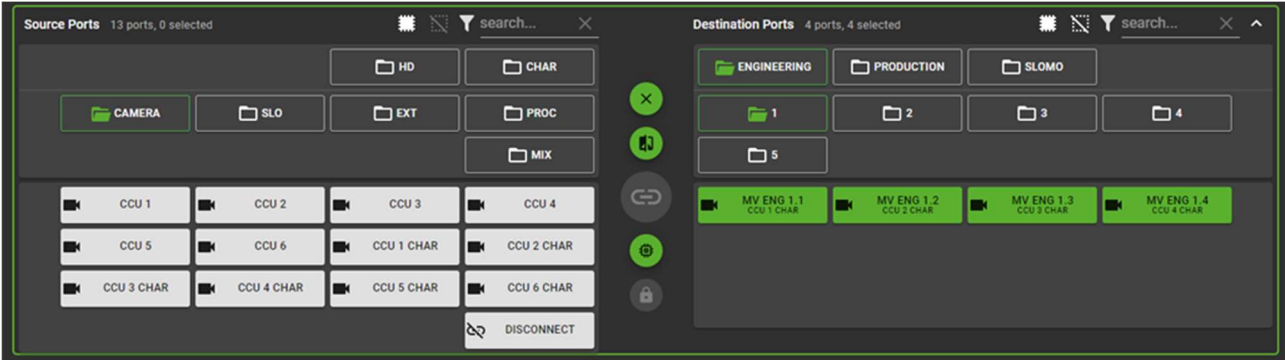 Source Ports 13 ports, 0 selected
search...
HD
CHAR
CAMERA
SLO
EXT
PROC
MIX
CCU 1
CCU 2
CCU 3
CCU 4
CCU 5
CCU 6
CCU 1 CHAR
CCU 2 CHAR
CCU 3 CHAR
CCU 4 CHAR
CCU 5 CHAR
CCU 6 CHAR
DISCONNECT
Destination Ports 4 ports, 4 selected
search...
ENGINEERING
PRODUCTION
SLOMO
1
2
3
4
5
MV ENG 1.1
CCU 1 CHAR
MV ENG 1.2
CCU 2 CHAR
MV ENG 1.3
CCU 3 CHAR
MV ENG 1.4
CCU 4 CHAR